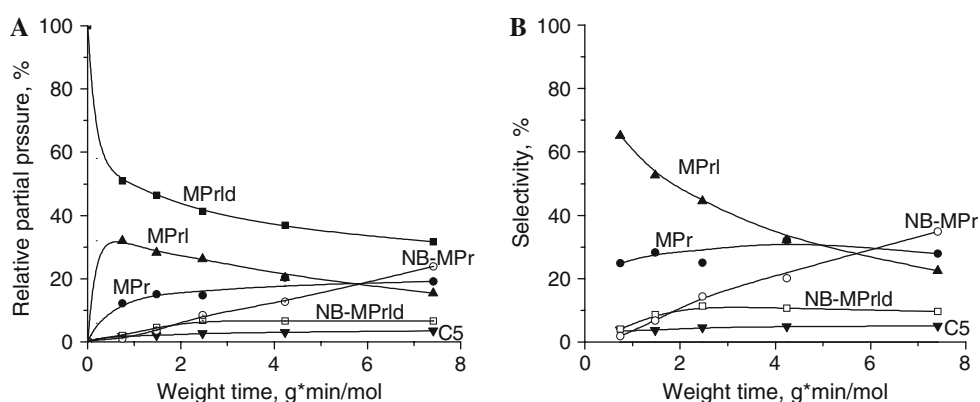 A
Relative partial prssure, %
100
80
60
40
20
0
MPrld
MPrl
MPr
NB-MPr
NB-MPrld
C5
0 2 4 6 8
Weight time, g*min/mol
B
Selectivity, %
100
80
60
40
20
0
MPrl
MPr
NB-MPr
NB-MPrld
C5
0 2 4 6 8
Weight time, g*min/mol